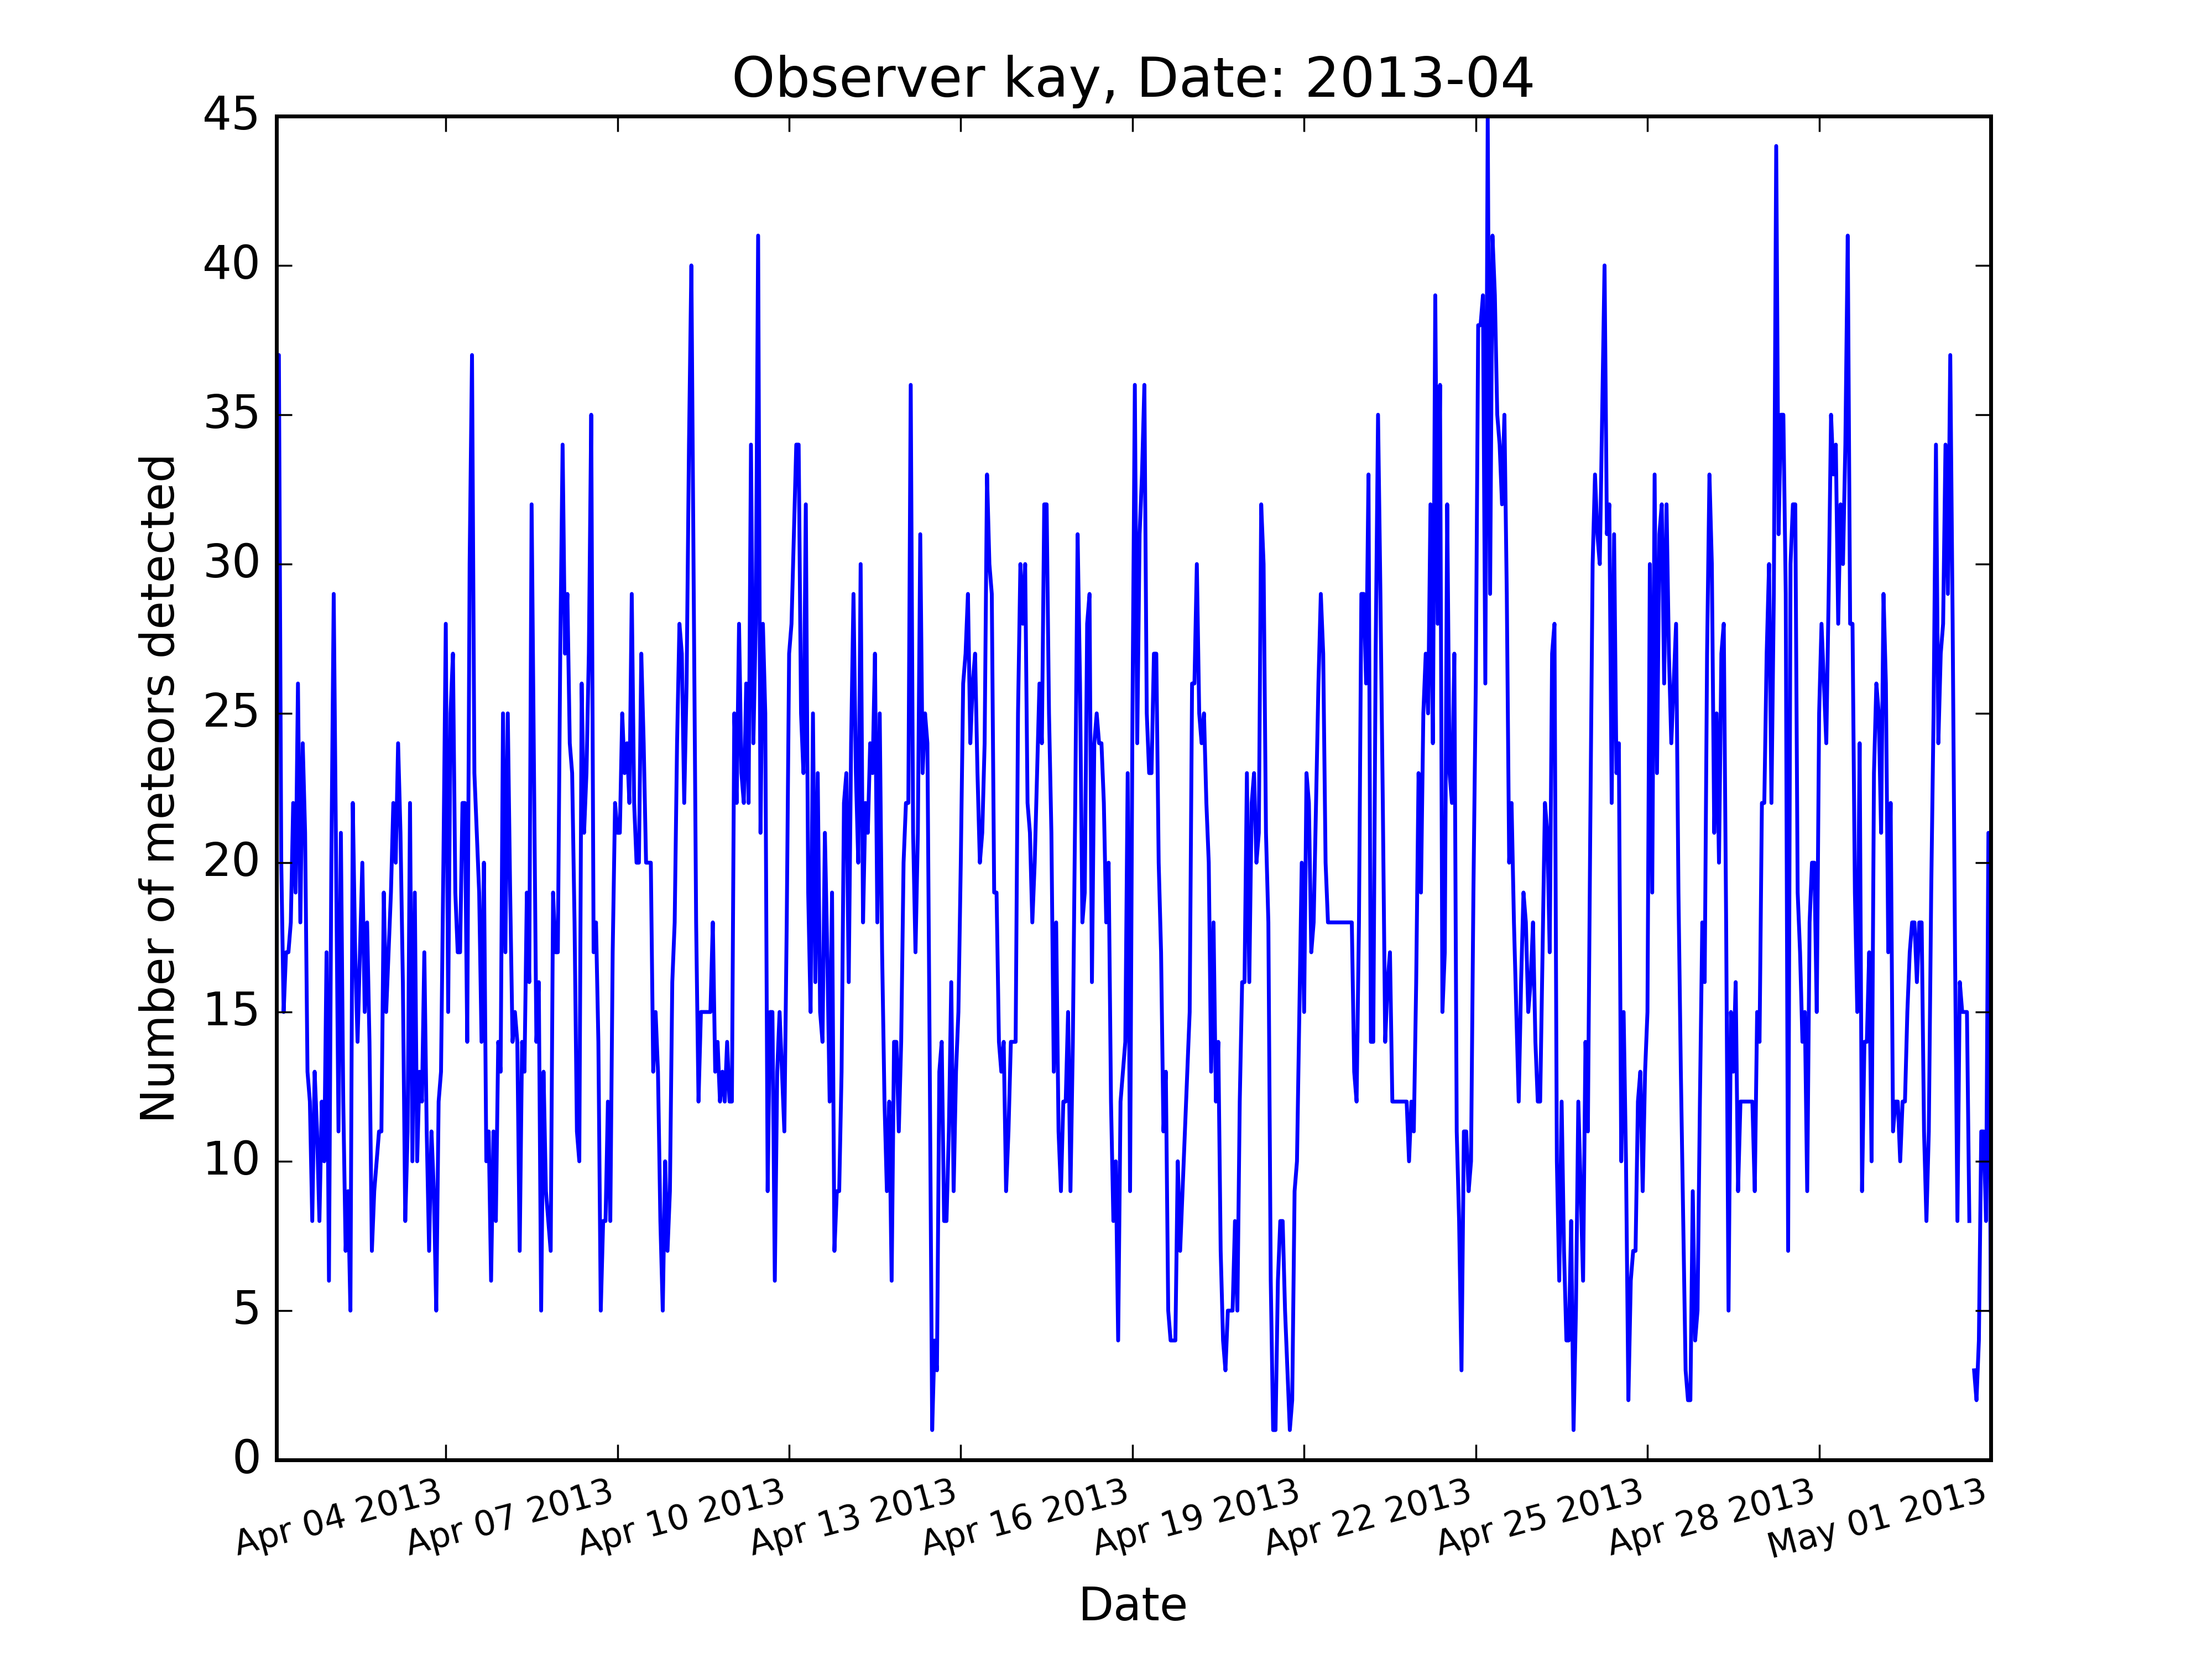 Observer kay, Date: 2013-04
45
40
35
30
25
20
15
10
5
0
Number of meteors detected
Apr 04 2013
Apr 07 2013
Apr 10 2013
Apr 13 2013
Apr 16 2013
Apr 19 2013
Apr 22 2013
Apr 25 2013
Apr 28 2013
May 01 2013
Date